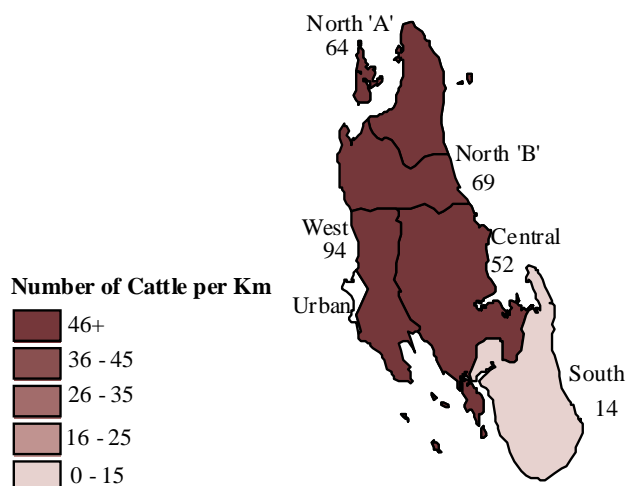 North 'A'
64
North 'B'
69
West
94
Central
52
Number of Cattle per Km
Urban
46+
36 - 45
26 - 35
16 - 25
0 - 15
South
14